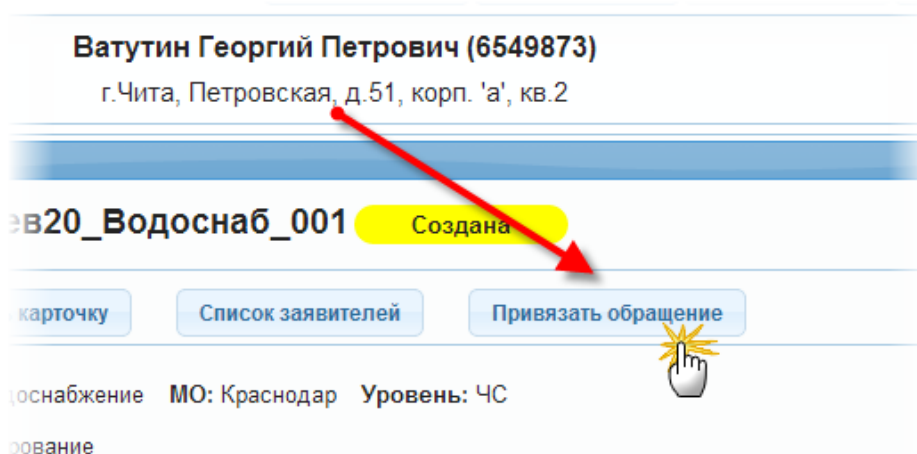 Ватутин Георгий Петрович (6549873)
г.Чита, Петровская, д.51, корп. 'а', кв.2
ев20_Водоснаб_001 Создана
карточку Список заявителей Привязать обращение
доснабжение МО: Краснодар Уровень: ЧС
рование